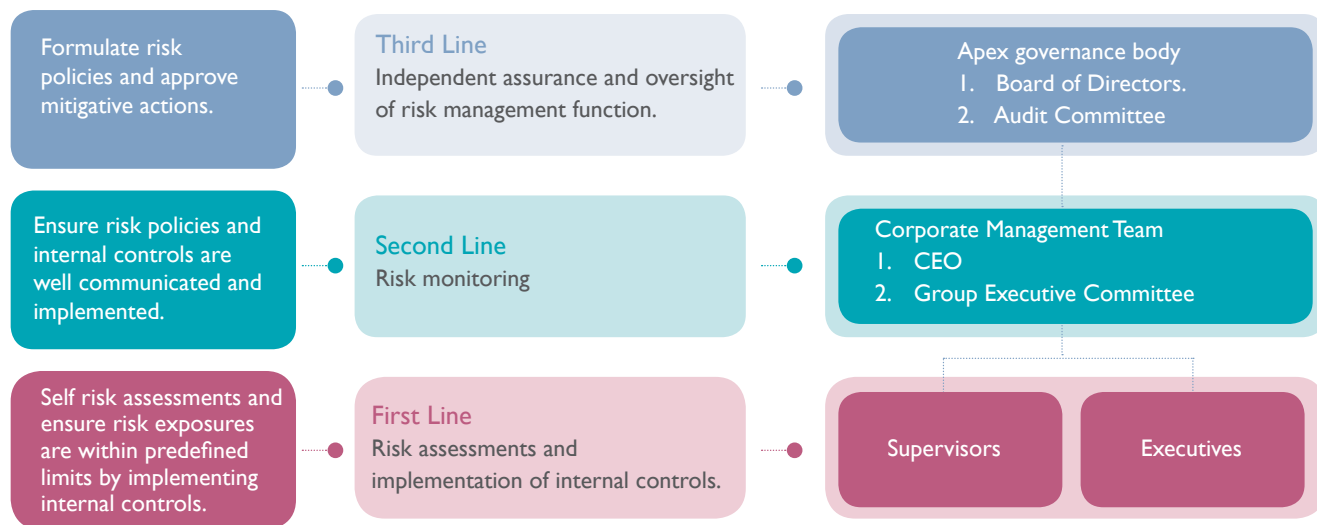 Formulate risk
policies and approve
mitigative actions.
Third Line
Independent assurance and oversight
of risk management function.
Apex governance body
1. Board of Directors.
2. Audit Committee
Ensure risk policies and
internal controls are
well communicated and
implemented.
Second Line
Risk monitoring
Corporate Management Team
1. CEO
2. Group Executive Committee
Self risk assessments and
ensure risk exposures
are within predefined
limits by implementing
internal controls.
First Line
Risk assessments and
implementation of internal controls.
Supervisors
Executives